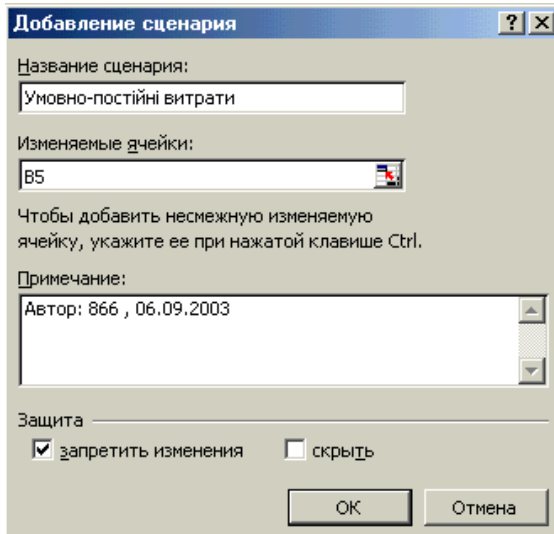 Добавление сценария
Название сценария:
Умовно-постійні витрати
Изменяемые ячейки:
B5
Чтобы добавить несмежную изменяемую
ячейку, укажите ее при нажатой клавише Ctrl.
Примечание:
Автор: 866 , 06.09.2003
Защита
запретить изменения скрыть
ОК Отмена